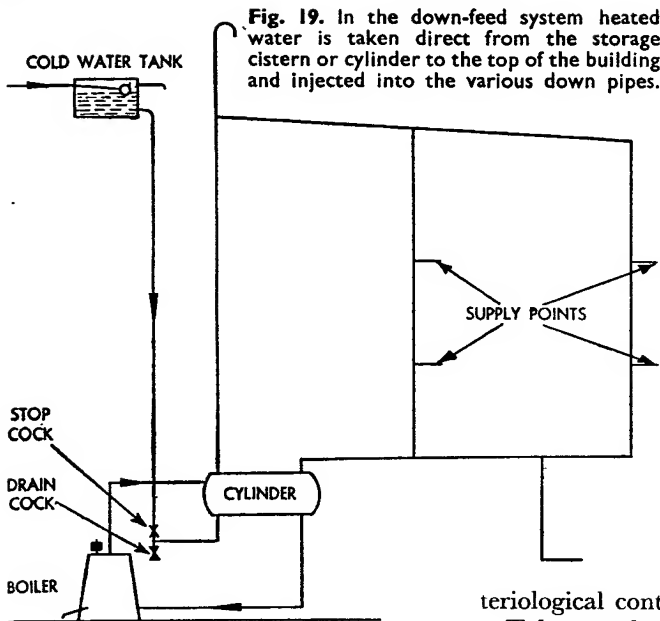 Fig. 19. In the down-feed system heated
water is taken direct from the storage
cistern or cylinder to the top of the building
and injected into the various down pipes.
COLD WATER TANK
SUPPLY POINTS
STOP
COCK
DRAIN
COCK
CYLINDER
BOILER
teriological cont